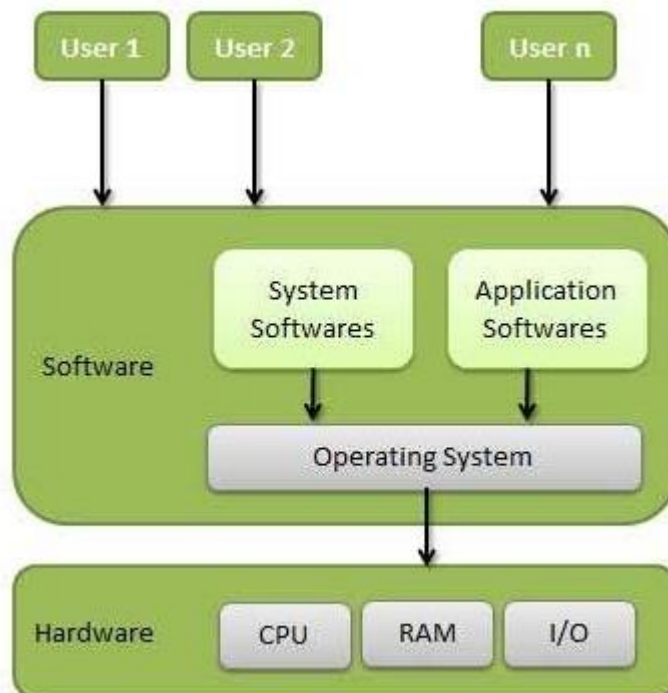 User 1
User 2
User n
System
Softwares
Application
Softwares
Software
Operating System
Hardware
CPU
RAM
I/O